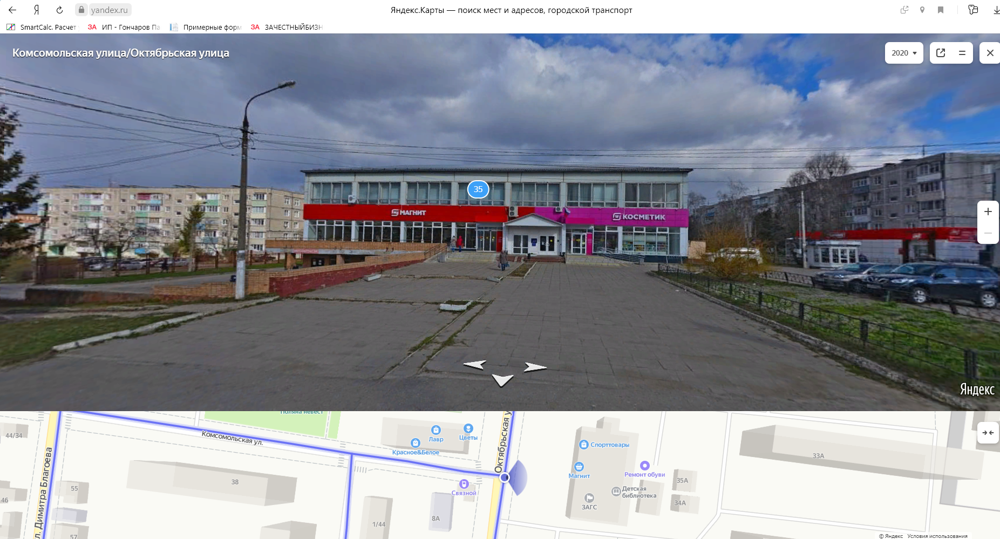 yandex.ru
Яндекс.Карты — поиск мест и адресов, городской транспорт
SmartCalc. Расчет
ЗА ИП - Гончаров Па
Примерные форм
ЗА ЗАЧЕСТНЫЙБИЗН
Комсомольская улица/Октябрьская улица
2020
35
МАГНИТ
КОСМЕТИК
Яндекс
Поляна невест
44/34
Комсомольская ул.
Лавр
Цветы
Красное&Белое
Октябрьская у
Спорттовары
33А
Магнит
Ремонт обуви
л. Димитра Благоева
38
55
46
Связной
Детская
библиотека
35А
34А
ЗАГС
1/44
8А
57
© Яндекс Условия использования